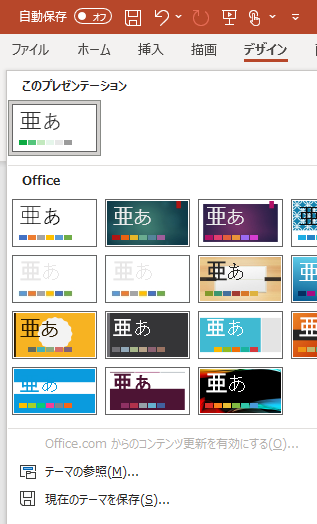 自動保存 オフ
ファイル ホーム 挿入 描画 デザイン
このプレゼンテーション
亜あ
Office
亜あ 亜あ 亜あ
亜あ 亜あ 亜あ
亜あ 亜あ 亜あ
亜あ 亜あ 亜あ
Office.com からのコンテンツ更新を有効にする(O)...
テーマの参照(M)...
現在のテーマを保存(S)...